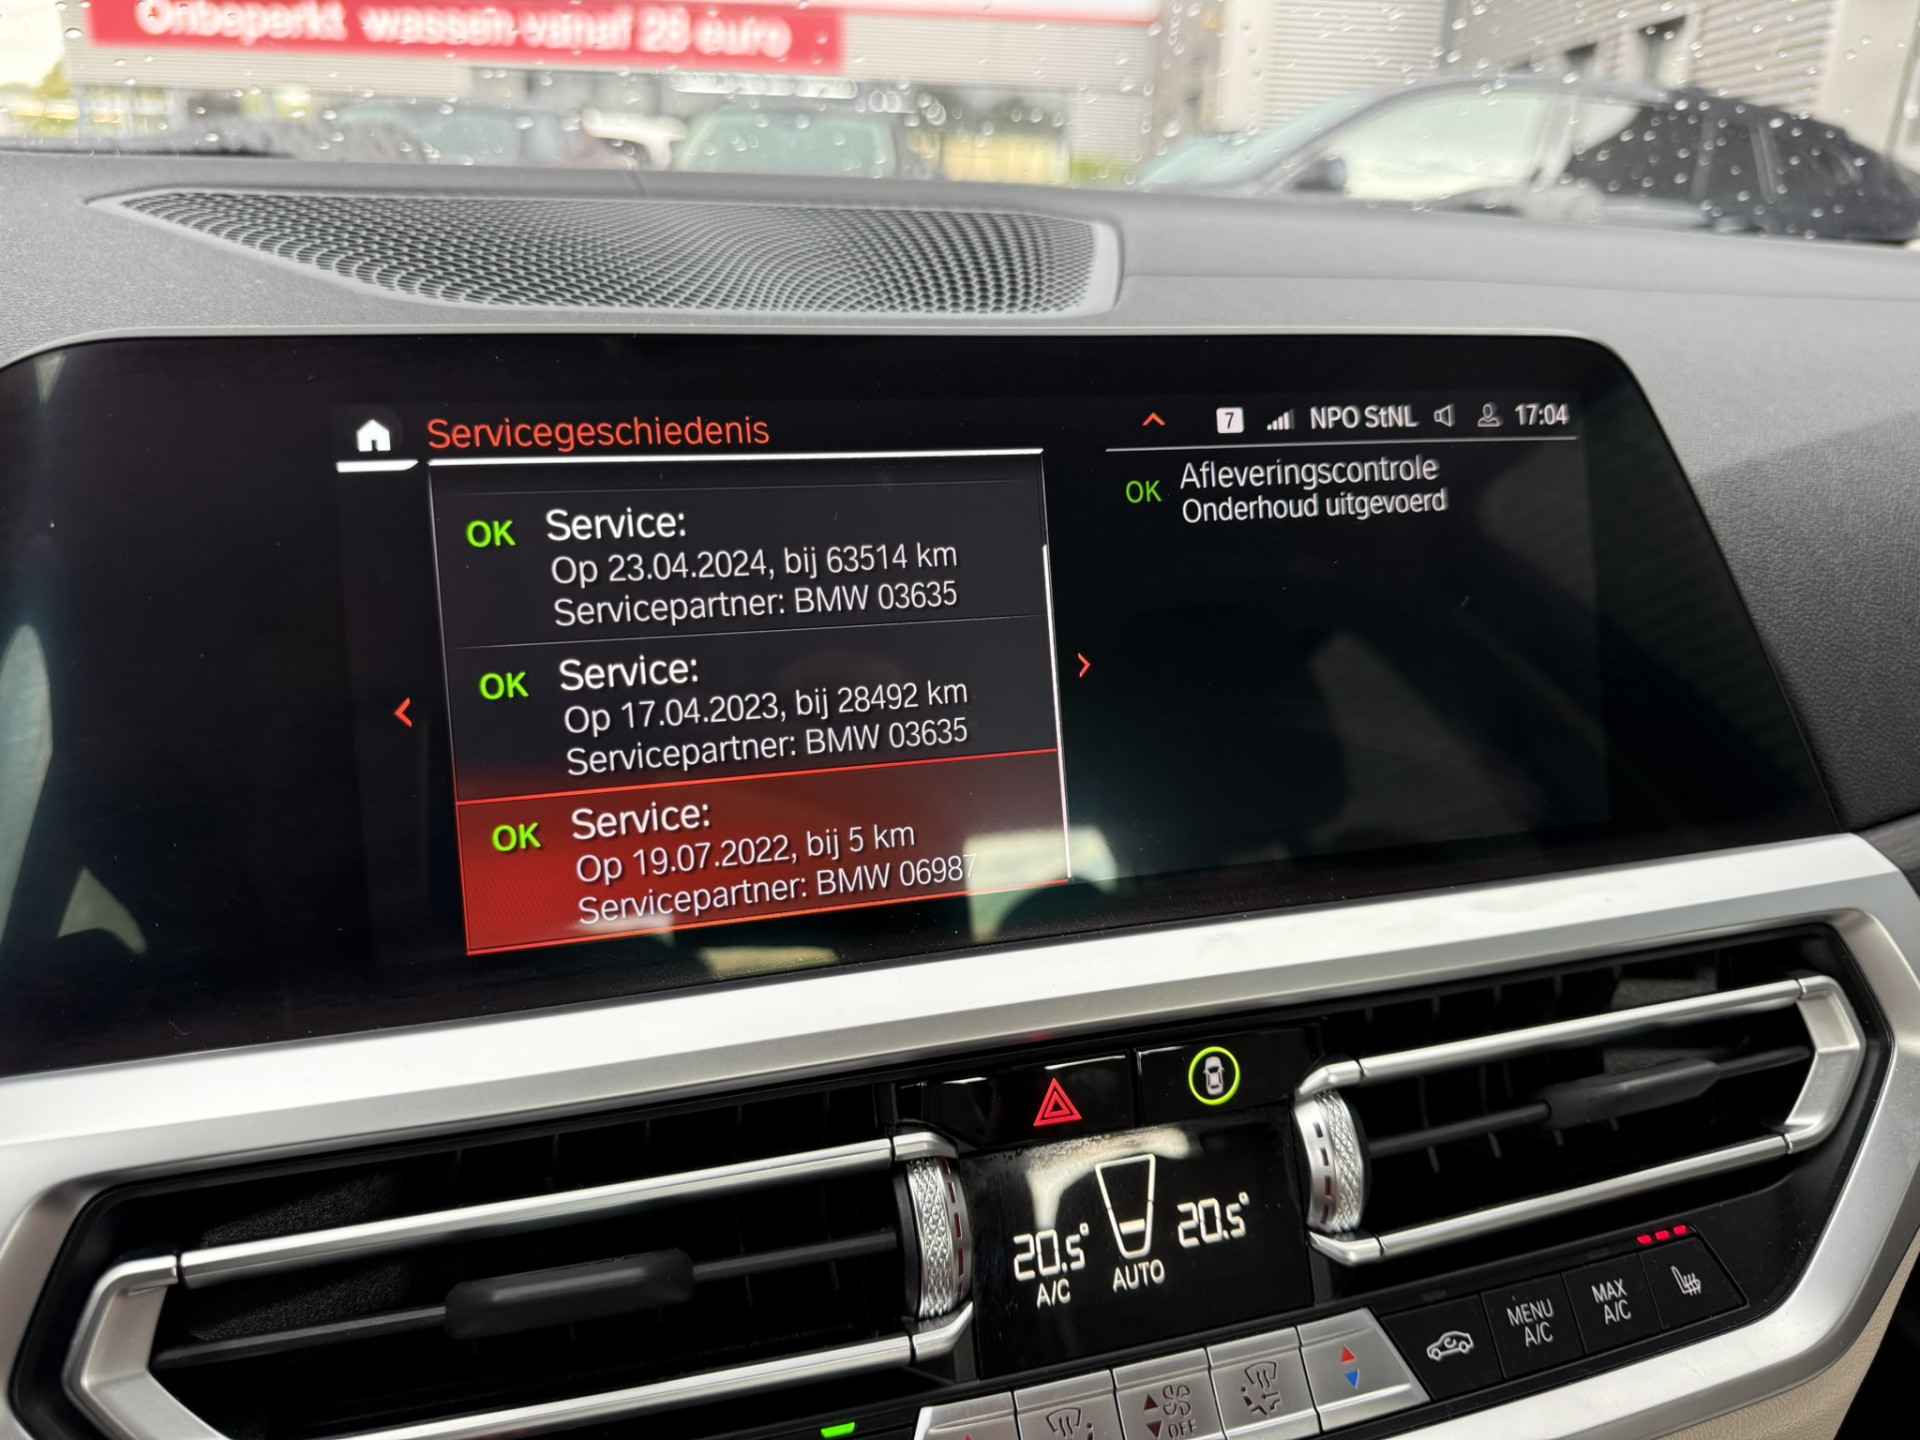 Onbeperkt wassen vanaf 28 euro
Servicegeschiedenis
7 NPO StNL 17:04
OK Service:
Op 23.04.2024, bij 63514 km
Servicepartner: BMW 03635
OK Service:
Op 17.04.2023, bij 28492 km
Servicepartner: BMW 03635
OK Service:
Op 19.07.2022, bij 5 km
Servicepartner: BMW 06987
OK Afleveringscontrole
Onderhoud uitgevoerd
20.5° 20.5°
A/C AUTO
MENU
A/C
MAX
A/C
OFF